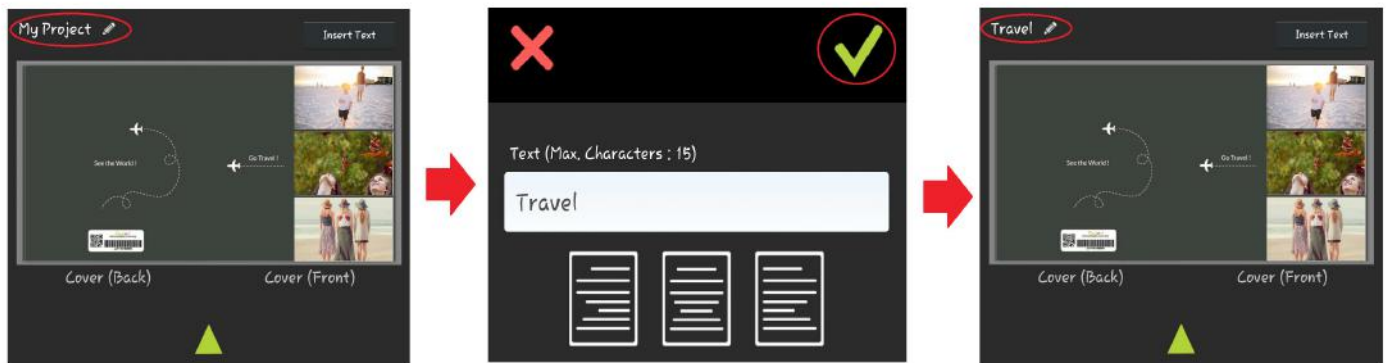 My Project
Insert Text
See the World !
Go Travel !
Cover (Back)
Cover (Front)
Text (Max. Characters : 15)
Travel
Travel
Insert Text
See the World !
Go Travel !
Cover (Back)
Cover (Front)